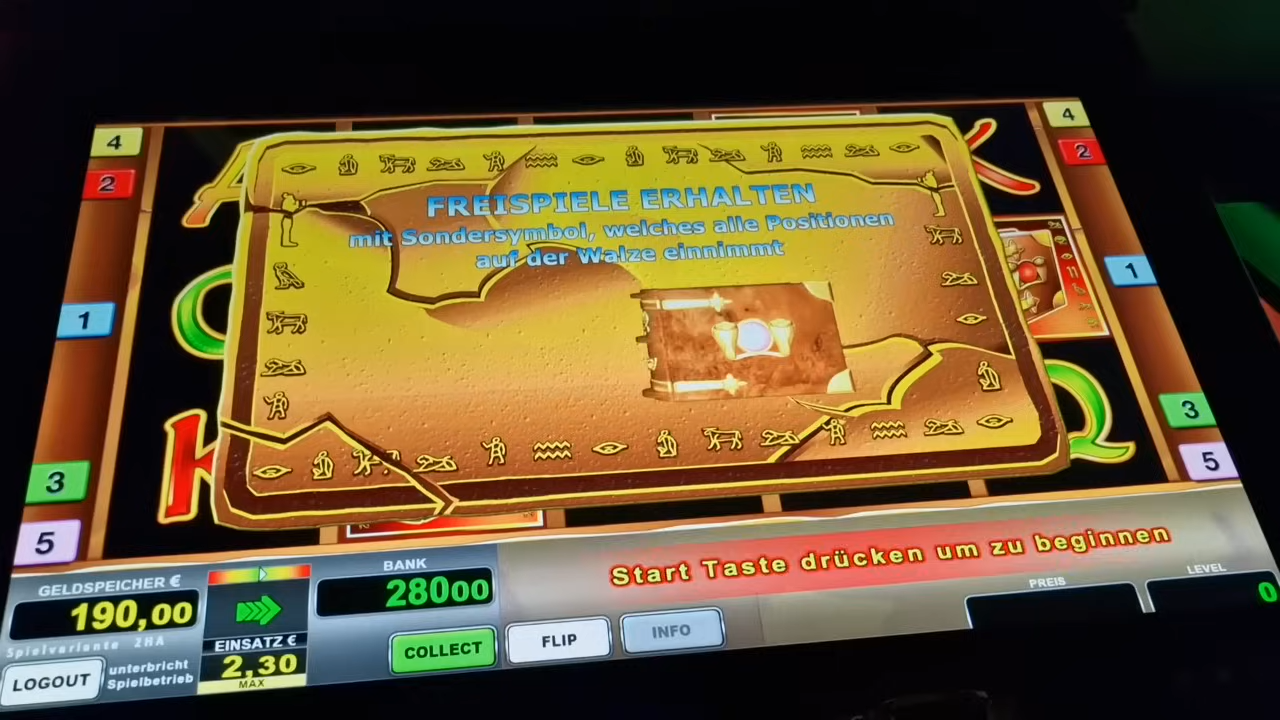 4
4
2
2
FREISPIELE ERHALTEN
mit Sondersymbol, welches alle Positionen
auf der Walze einnimmt
1
1
3
3
5
5
Start Taste drücken um zu beginnen
GELDSPEICHER €
190,00
Spielvariante 2HA
LOGOUT
unterbricht
Spielbetrieb
EINSATZ €
2,30
MAX
BANK
28000
COLLECT
FLIP
INFO
PREIS
LEVEL
0